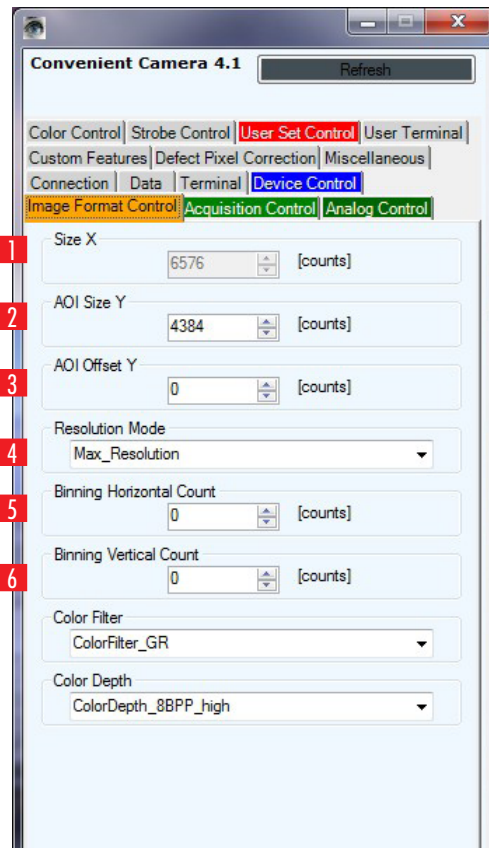 Convenient Camera 4.1 Refresh
Color Control Strobe Control User Set Control User Terminal
Custom Features Defect Pixel Correction Miscellaneous
Connection Data Terminal Device Control
Image Format Control Acquisition Control Analog Control
1 Size X
6576 [counts]
2 AOI Size Y
4384 [counts]
3 AOI Offset Y
0 [counts]
4 Resolution Mode
Max_Resolution
5 Binning Horizontal Count
0 [counts]
6 Binning Vertical Count
0 [counts]
Color Filter
ColorFilter_GR
Color Depth
ColorDepth_8BPP_high